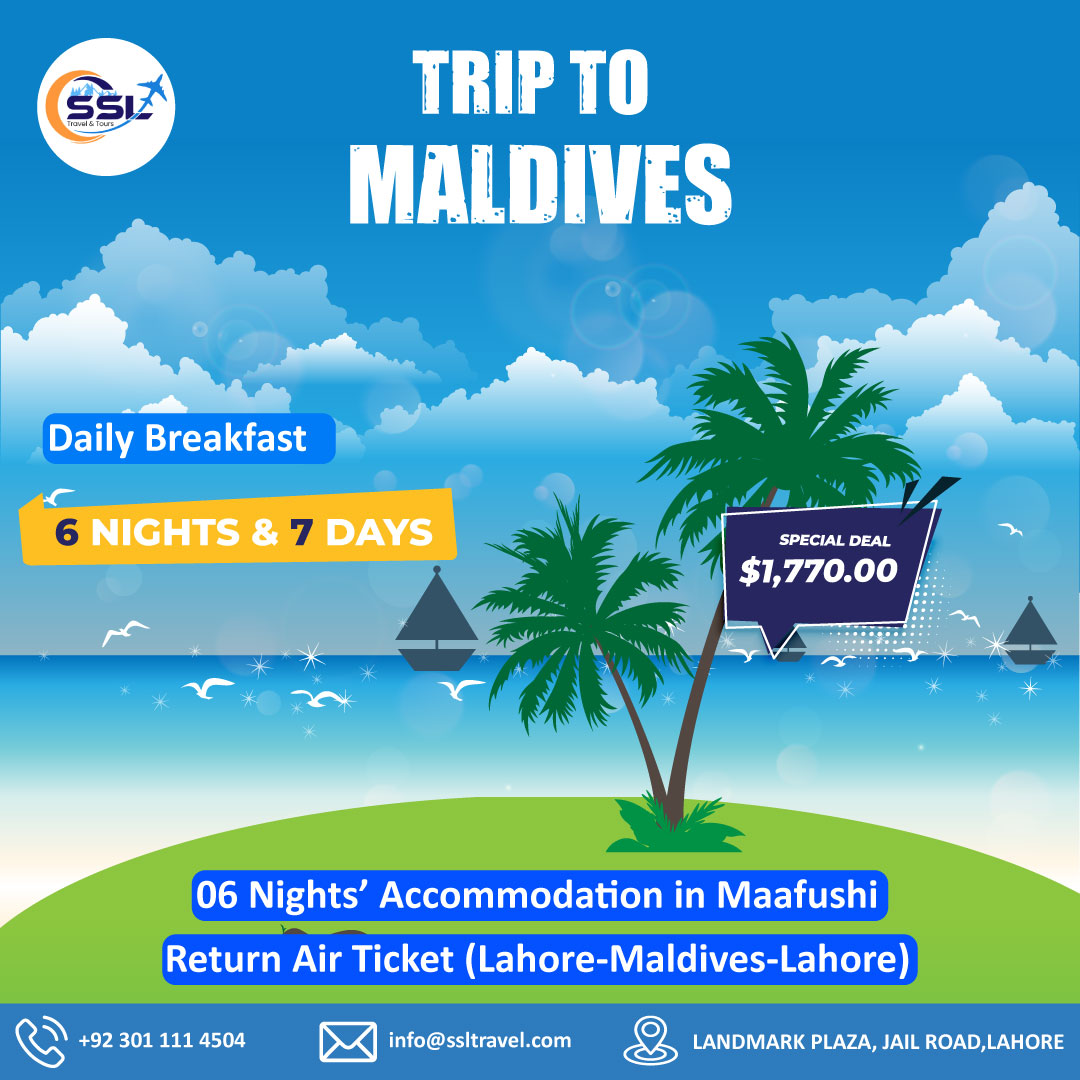 SSL
Travel & Tours
TRIP TO
MALDIVES
Daily Breakfast
6 NIGHTS & 7 DAYS
SPECIAL DEAL
$1,770.00
06 Nights’ Accommodation in Maafushi
Return Air Ticket (Lahore-Maldives-Lahore)
+92 301 111 4504
info@ssltravel.com
LANDMARK PLAZA, JAIL ROAD,LAHORE